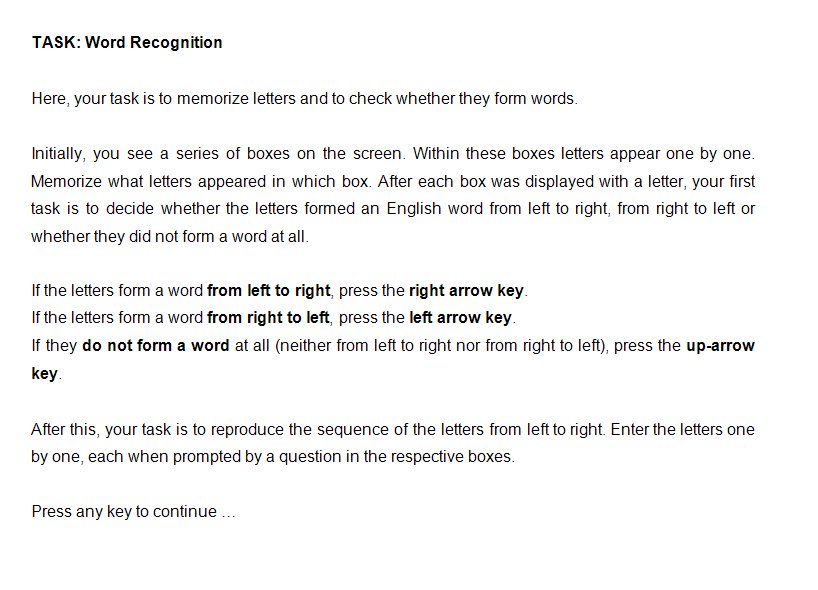 TASK: Word Recognition
Here, your task is to memorize letters and to check whether they form words.
Initially, you see a series of boxes on the screen. Within these boxes letters appear one by one.
Memorize what letters appeared in which box. After each box was displayed with a letter, your first
task is to decide whether the letters formed an English word from left to right, from right to left or
whether they did not form a word at all.
If the letters form a word from left to right, press the right arrow key.
If the letters form a word from right to left, press the left arrow key.
If they do not form a word at all (neither from left to right nor from right to left), press the up-arrow
key.
After this, your task is to reproduce the sequence of the letters from left to right. Enter the letters one
by one, each when prompted by a question in the respective boxes.
Press any key to continue …